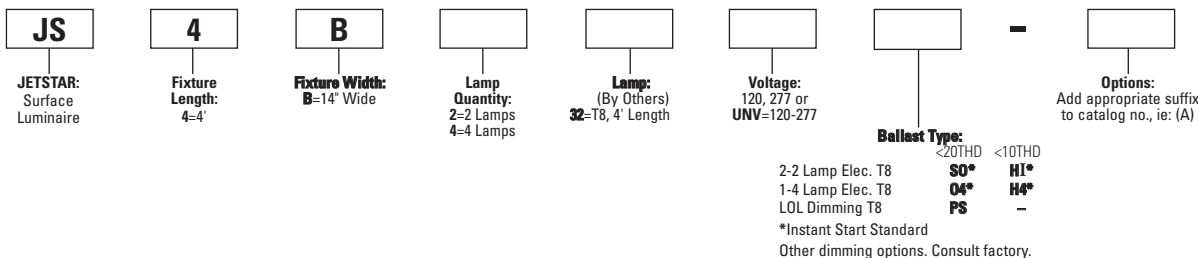 JS 4 B –
JETSTAR:
Surface
Luminaire
Fixture
Length:
4=4'
Fixture Width:
B=14" Wide
Lamp
Quantity:
2=2 Lamps
4=4 Lamps
Lamp:
(By Others)
32=T8, 4' Length
Voltage:
120, 277 or
UNV=120-277
Ballast Type:
<20THD <10THD
2-2 Lamp Elec. T8 SO* HI*
1-4 Lamp Elec. T8 04* H4*
LOL Dimming T8 PS –
*Instant Start Standard
Other dimming options. Consult factory.
Options:
Add appropriate suffix
to catalog no., ie: (A)